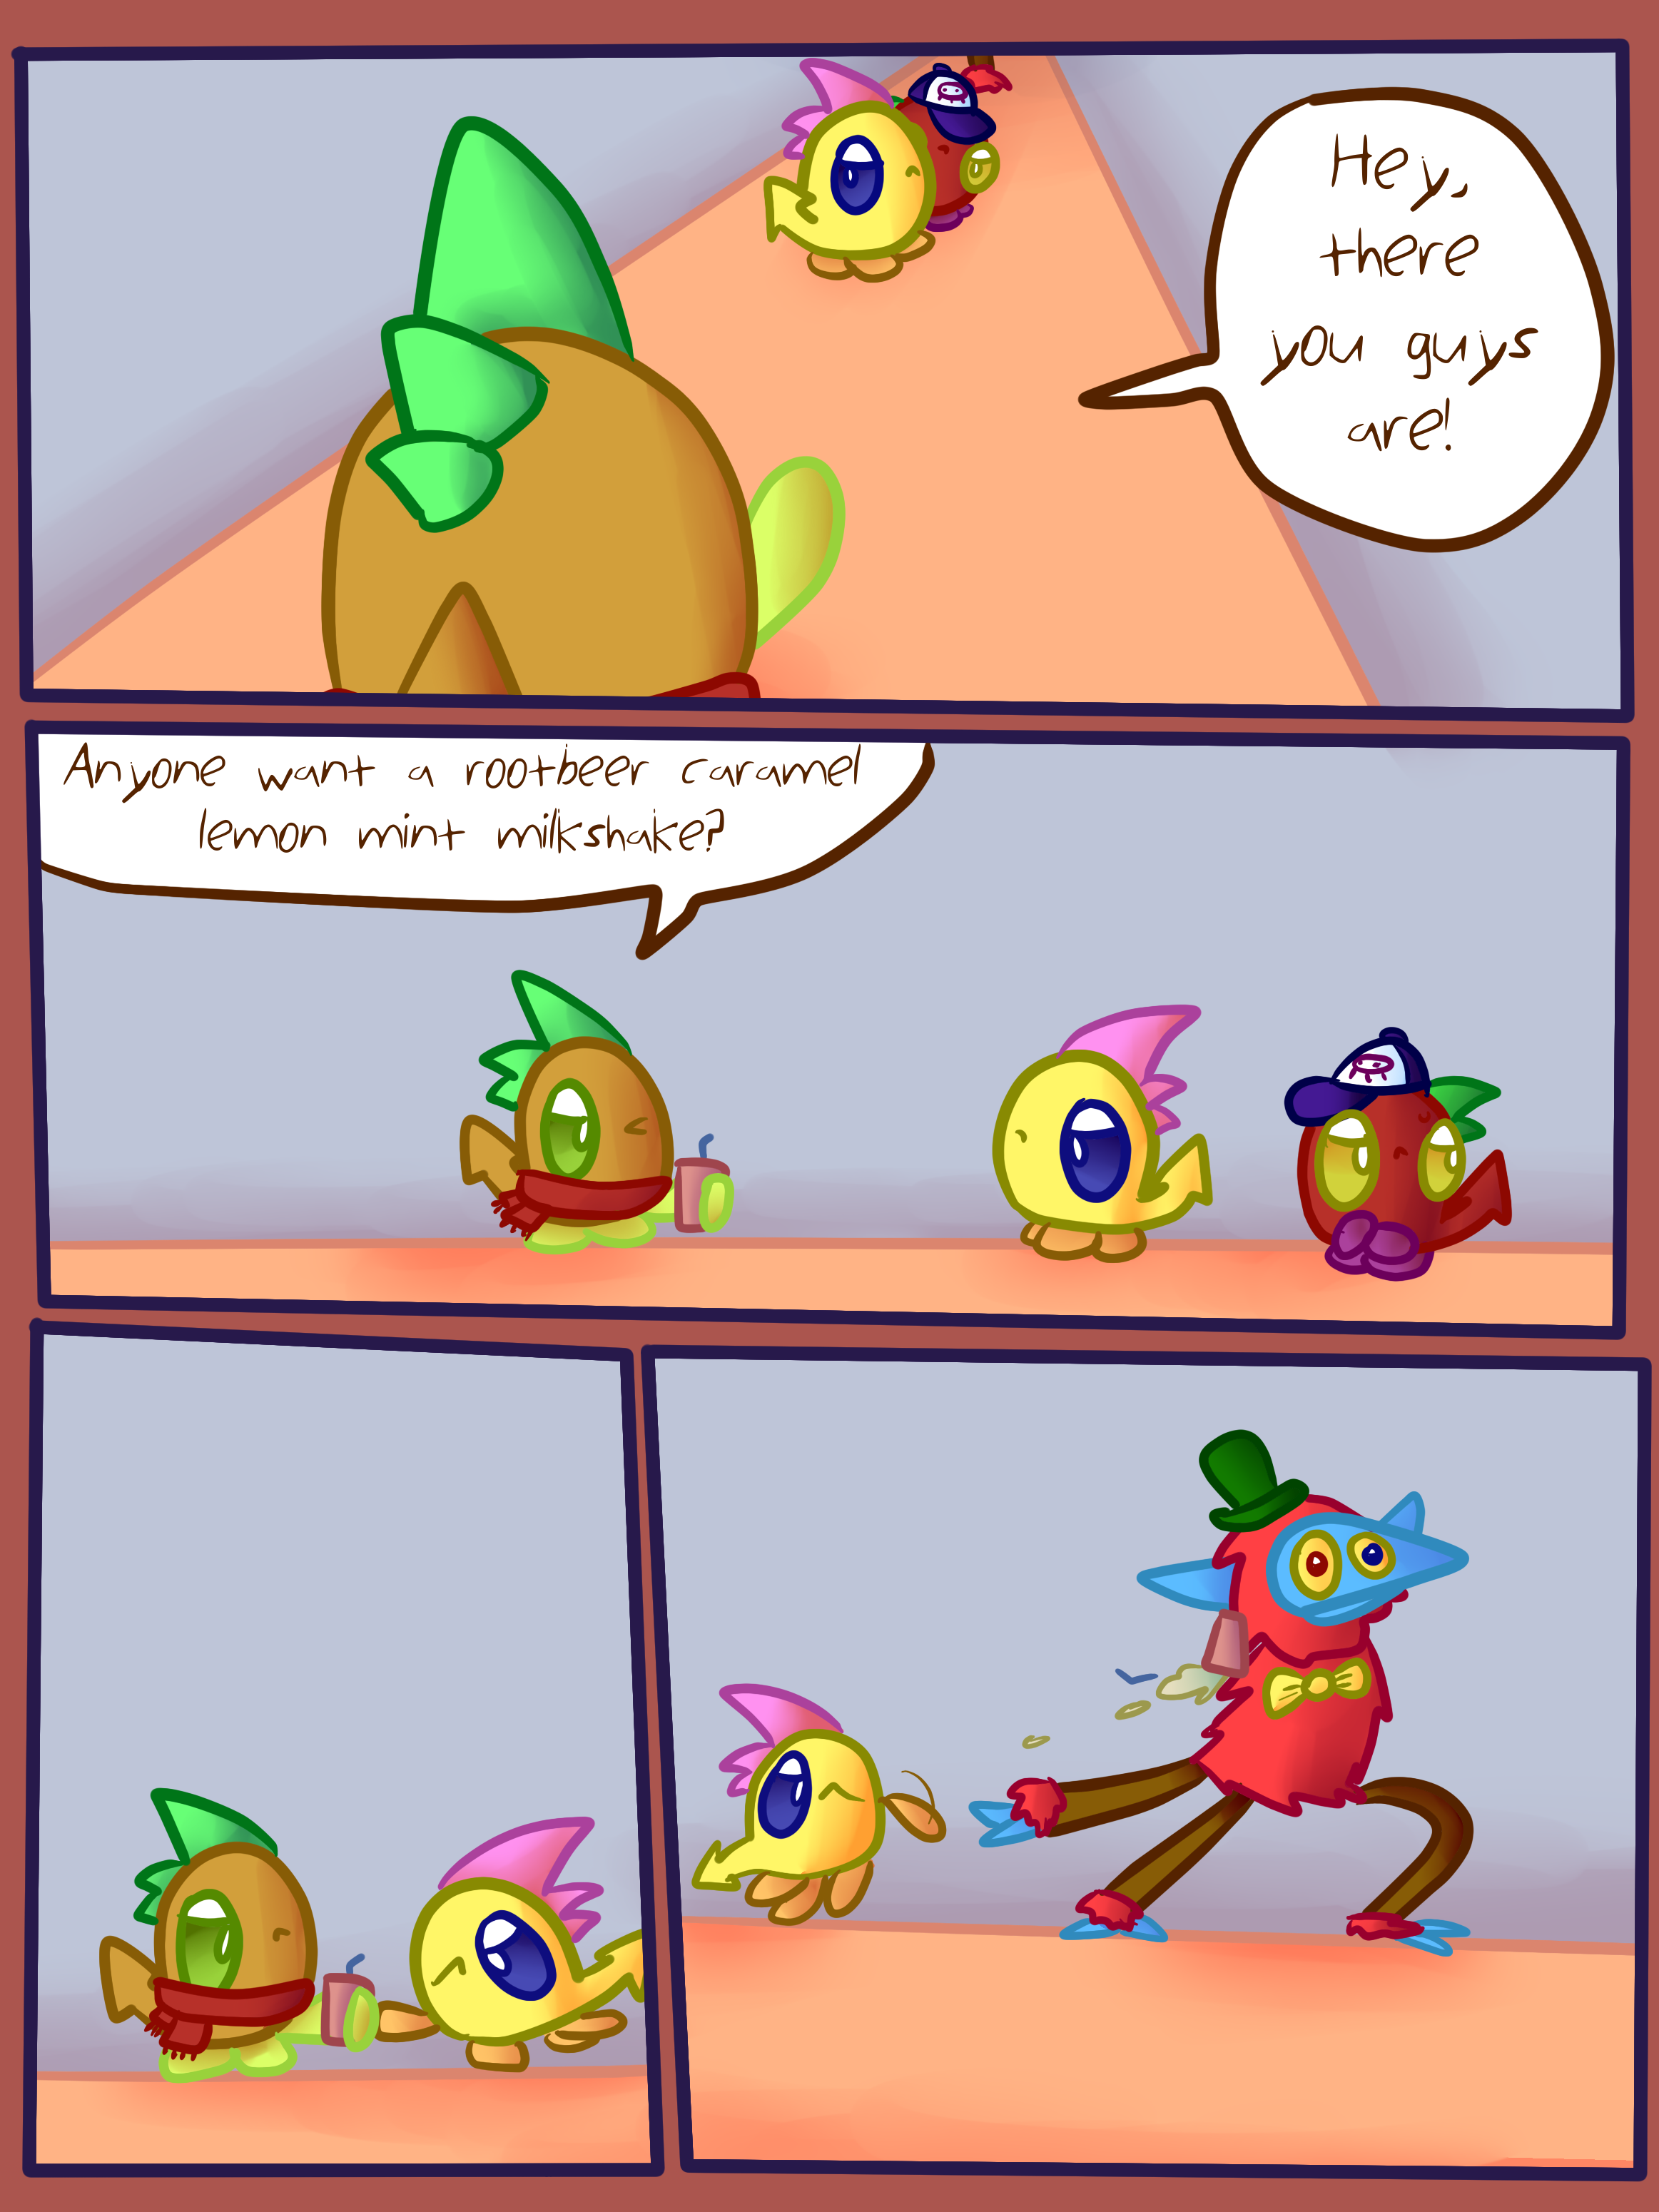 Hey,
there
you guys
are!
Anyone want a rootbeer caramel
lemon mint milkshake?